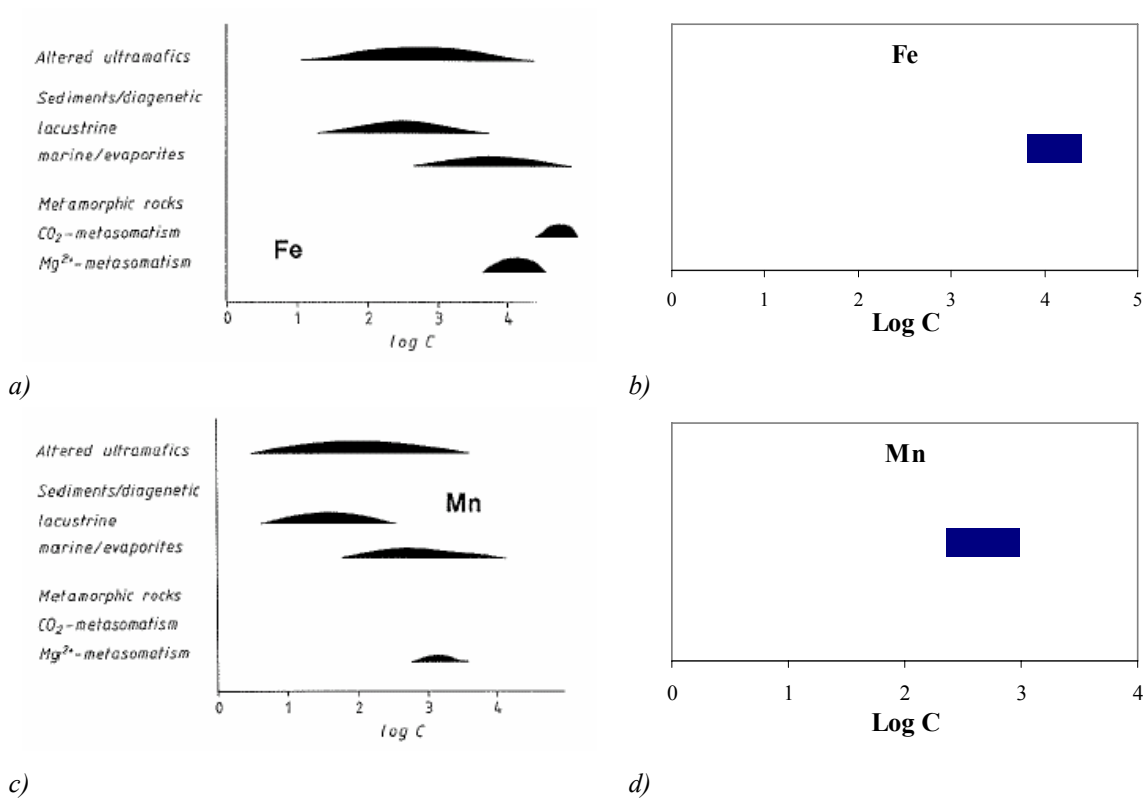 Altered ultramafics
Sediments/diagenetic
lacustrine
marine/evaporites
Metamorphic rocks
CO₂-metasomatism
Mg²⁺-metasomatism
Fe
0 1 2 3 4
log C
a)
Fe
0 1 2 3 4 5
Log C
b)
Altered ultramafics
Sediments/diagenetic
lacustrine
marine/evaporites
Metamorphic rocks
CO₂-metasomatism
Mg²⁺-metasomatism
Mn
0 1 2 3 4
log C
c)
Mn
0 1 2 3 4
Log C
d)